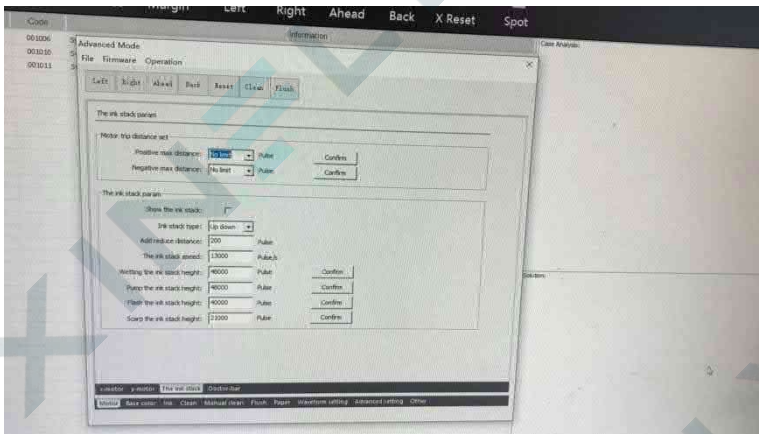 Margin Left Right Ahead Back X Reset Spot
Code Information
001006
001010
001011
Case Analysis:
Advanced Mode
File Firmware Operation
Left Right Ahead Back Reset Clean Flush
The ink stack param
Motor trip distance set
Positive max distance: No limit Pulse Confirm
Negative max distance: No limit Pulse Confirm
The ink stack param
Show the ink stack:
Ink stack type: Up down
Add reduce distance: 200 Pulse
The ink stack speed: 13000 Pulse/s
Wetting the ink stack height: 46000 Pulse Confirm
Pump the ink stack height: 46000 Pulse Confirm
Flash the ink stack height: 40000 Pulse Confirm
Scarp the ink stack height: 23000 Pulse Confirm
Solution:
x-motor y-motor The ink stack Doctor-bar
Motor Base color Ink Clean Manual clean Flush Paper Waveform setting Advanced setting Other